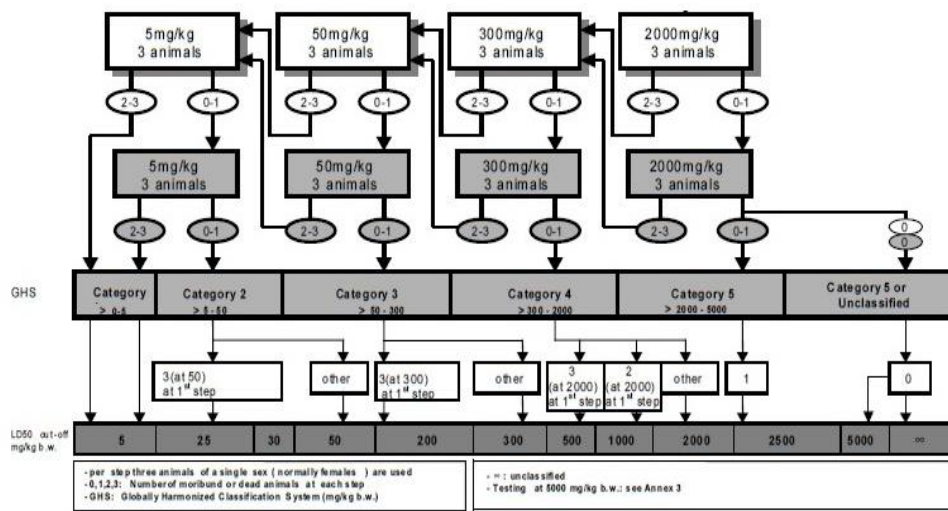 5mg/kg 50mg/kg 300mg/kg 2000mg/kg
3 animals 3 animals 3 animals 3 animals
2-3 0-1 2-3 0-1 2-3 0-1 2-3 0-1
5mg/kg 50mg/kg 300mg/kg 2000mg/kg
3 animals 3 animals 3 animals 3 animals
0
2-3 0-1 2-3 0-1 2-3 0-1 2-3 0-1 0
GHS
Category
> 0-5
Category 2
> 5-50
Category 3
> 50-300
Category 4
> 300-2000
Category 5
> 2000-5000
Category 5 or
Unclassified
3(at 50)
at 1st step
other
3(at 300)
at 1st step
other
3
(at 2000)
at 1st step
2
(at 2000)
at 1st step
other
1
0
LD50 cut-off
mg/kg b.w.
5 25 30 50 200 300 500 1000 2000 2500 5000 ∞
- per step three animals of a single sex ( normally females ) are used
- 0,1,2,3: Number of moribund or dead animals at each step
- GHS: Globally Harmonized Classification System (mg/kg b.w.)
- ∞ : unclassified
- Testing at 5000 mg/kg b.w.: see Annex 3